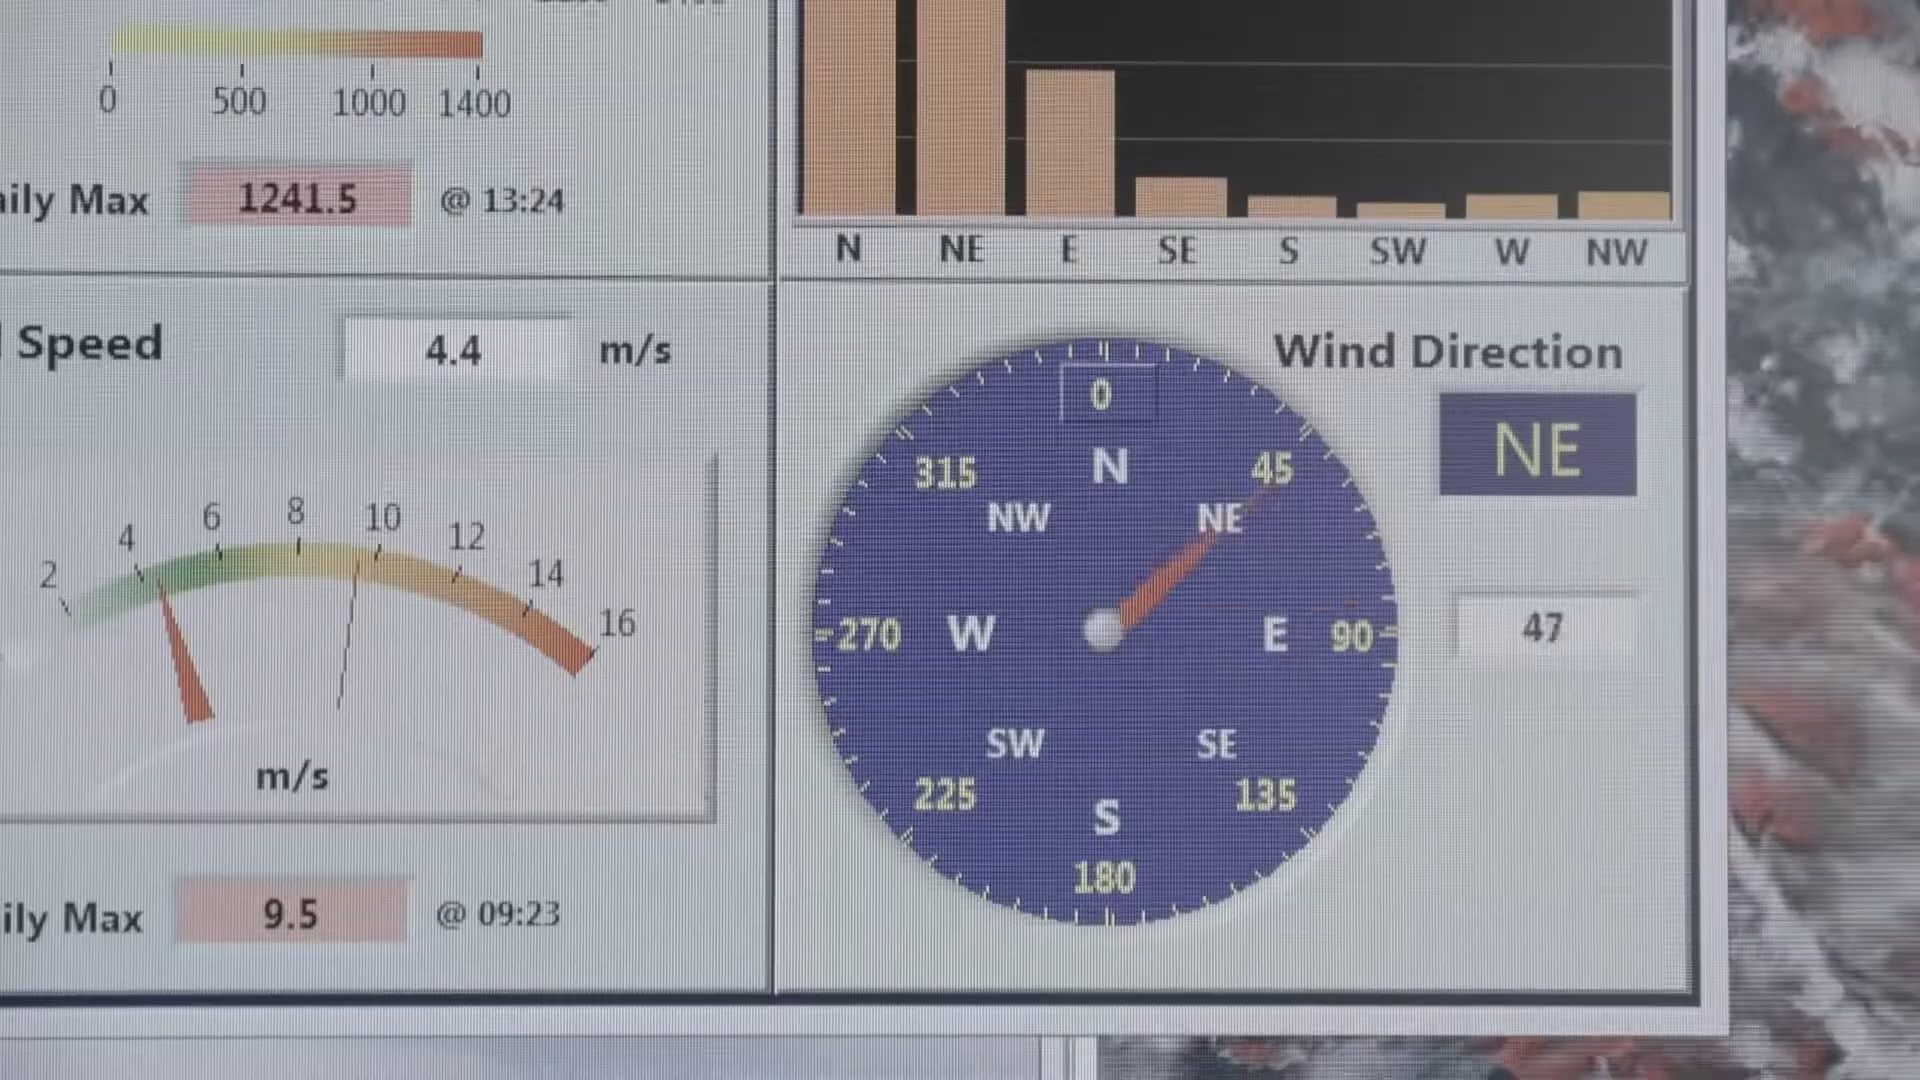 0 500 1000 1400
aily Max 1241.5 @ 13:24
N NE E SE S SW W NW
Speed 4.4 m/s
2 4 6 8 10 12 14 16
m/s
ily Max 9.5 @ 09:23
Wind Direction
NE
47
0
315 N 45
NW NE
270 W E 90
SW SE
225 S 135
180